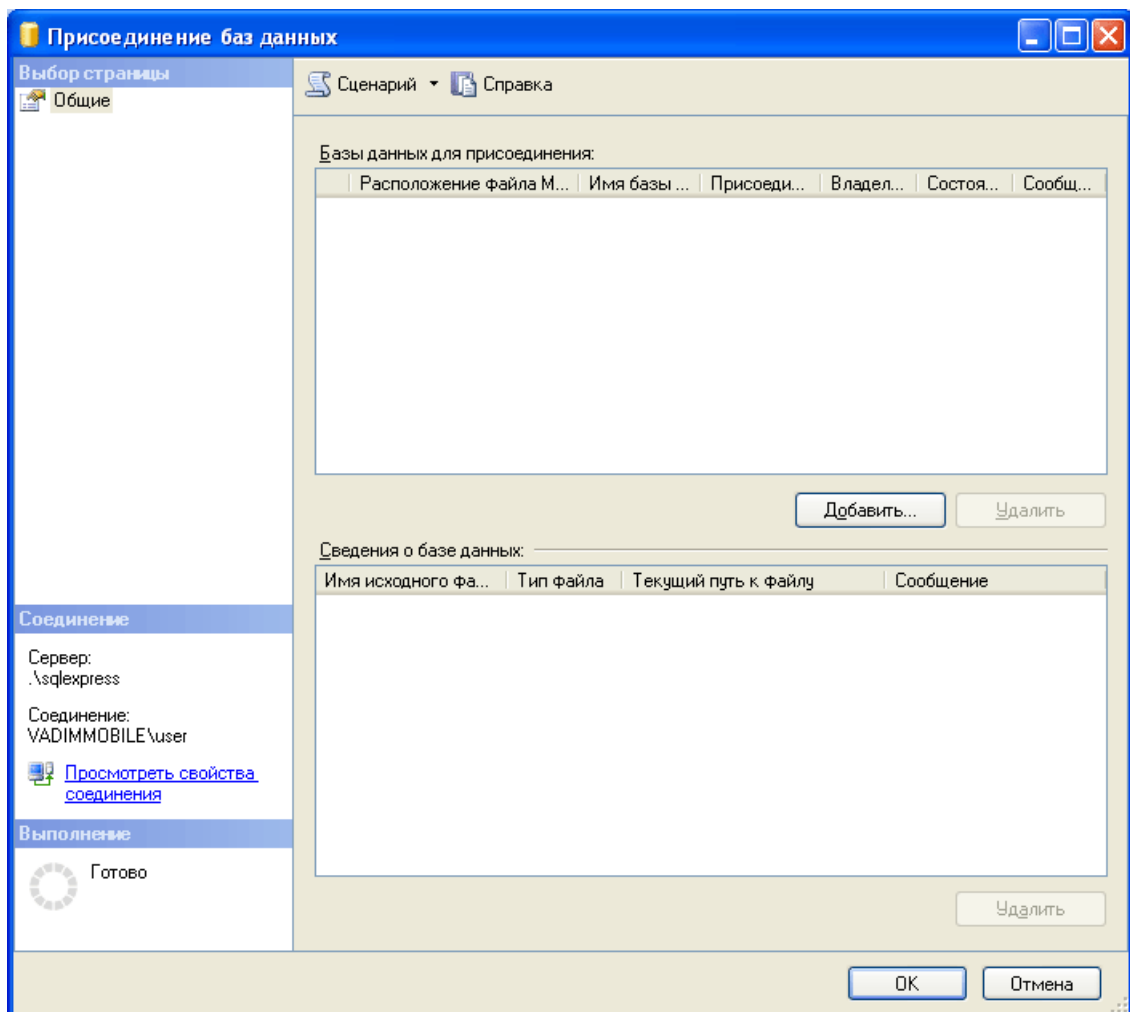 Присоединение баз данных
Выбор страницы
Общие
Сценарий
Справка
Базы данных для присоединения:
Расположение файла М... Имя базы ... Присоеди... Владел... Состоя... Сообщ...
Добавить... Удалить
Сведения о базе данных:
Имя исходного фа... Тип файла Текущий путь к файлу Сообщение
Соединение
Сервер:
.\sqlexpress
Соединение:
VADIMMOBILE\user
Просмотреть свойства
соединения
Выполнение
Готово
Удалить
ОК Отмена